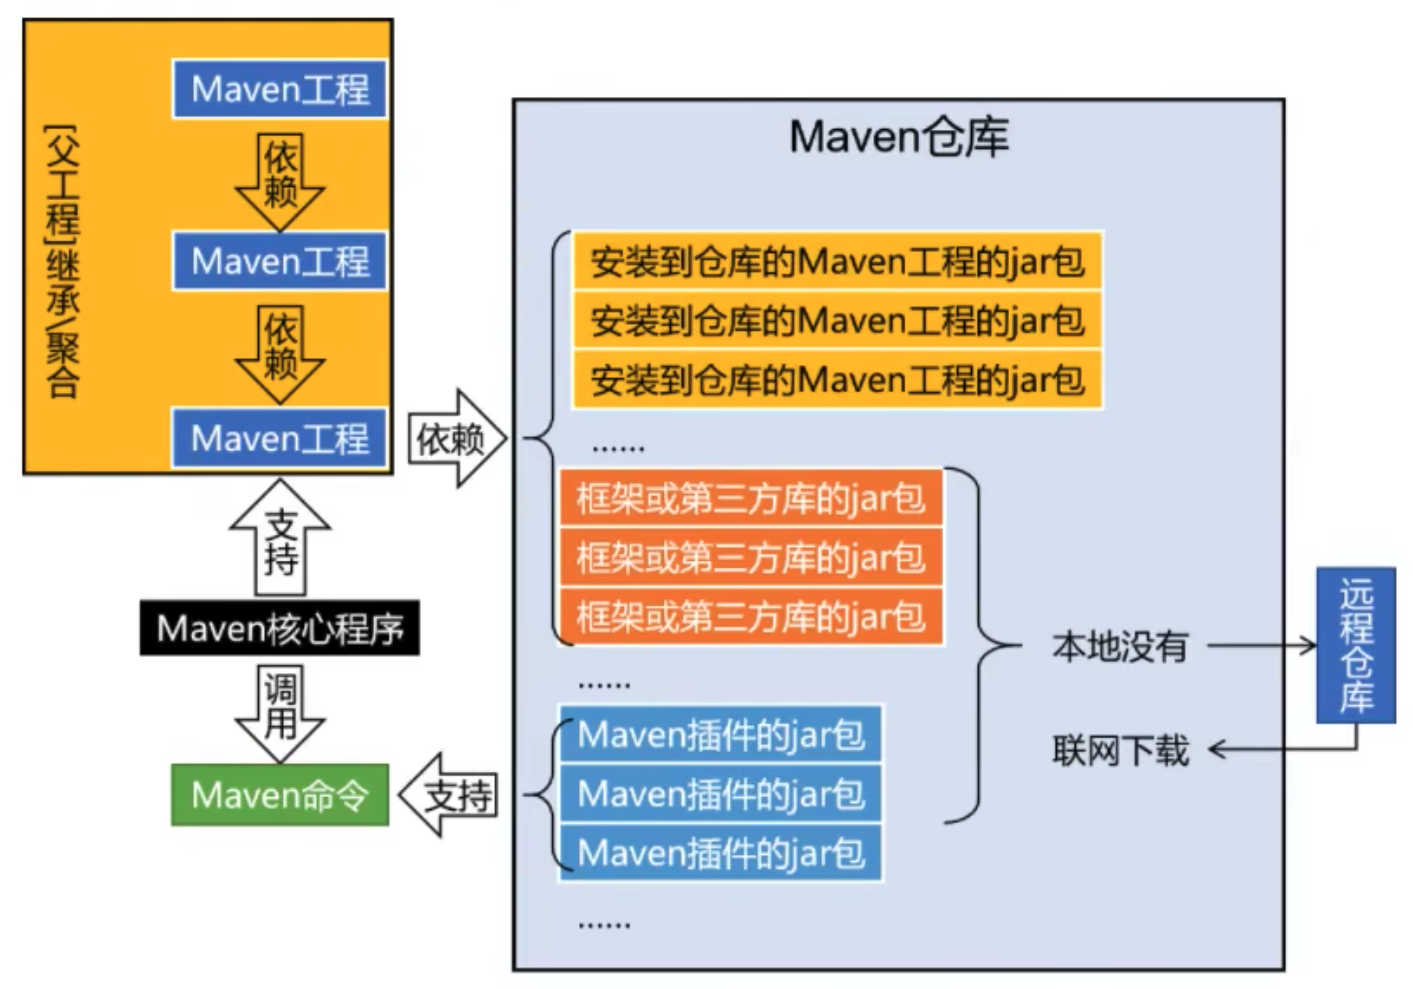 [父工程]继承\聚合
Maven工程
依赖
Maven工程
依赖
Maven工程
支持
Maven核心程序
调用
Maven命令
依赖
支持
Maven仓库
安装到仓库的Maven工程的jar包
安装到仓库的Maven工程的jar包
安装到仓库的Maven工程的jar包
......
框架或第三方库的jar包
框架或第三方库的jar包
框架或第三方库的jar包
......
Maven插件的jar包
Maven插件的jar包
Maven插件的jar包
......
本地没有
联网下载
远程仓库